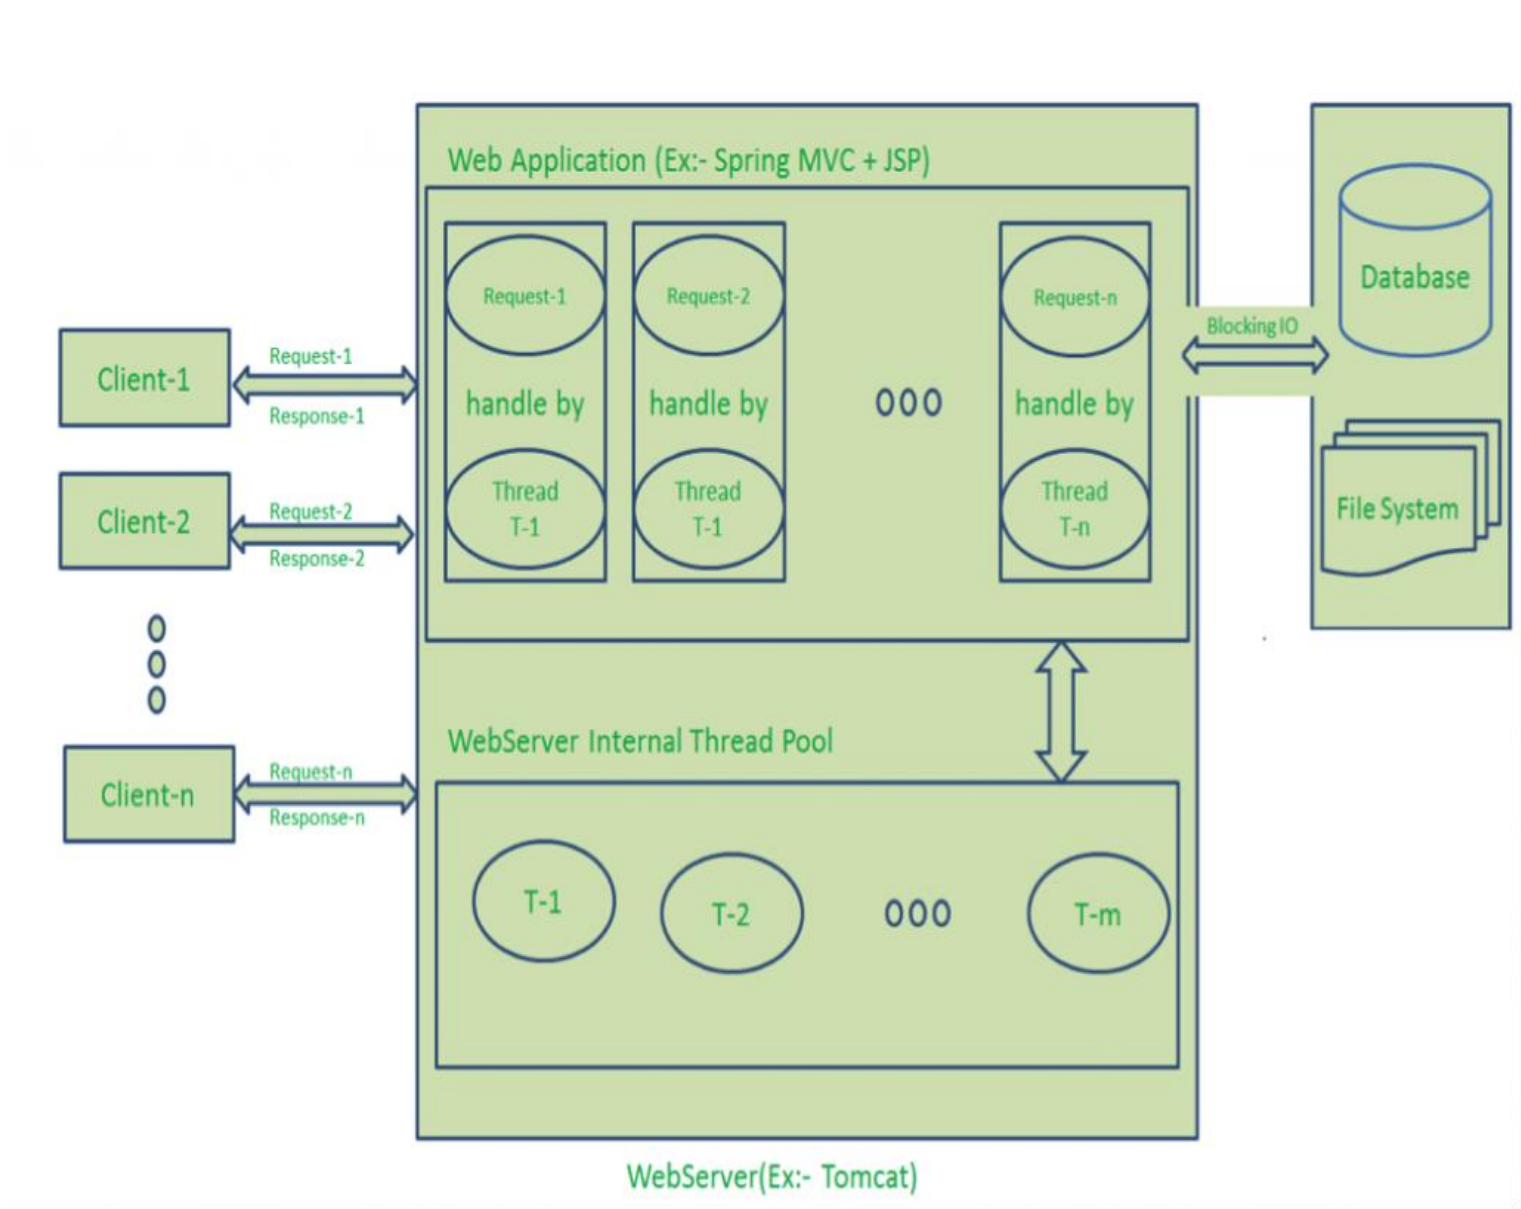 Web Application (Ex:- Spring MVC + JSP)
Request-1
Request-2
Request-n
handle by
handle by
000
handle by
Thread
T-1
Thread
T-1
Thread
T-n
Client-1
Request-1
Response-1
Client-2
Request-2
Response-2
Client-n
Request-n
Response-n
Blocking IO
Database
File System
WebServer Internal Thread Pool
T-1
T-2
000
T-m
WebServer(Ex:- Tomcat)